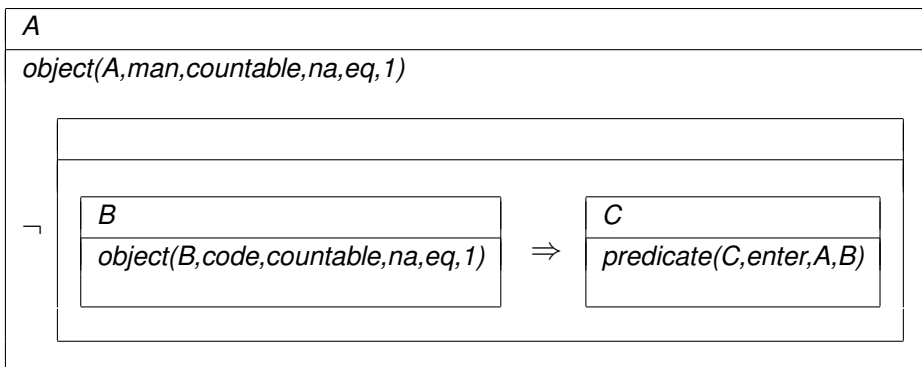 A
object(A,man,countable,na,eq,1)
¬
B
object(B,code,countable,na,eq,1)
⇒
C
predicate(C,enter,A,B)